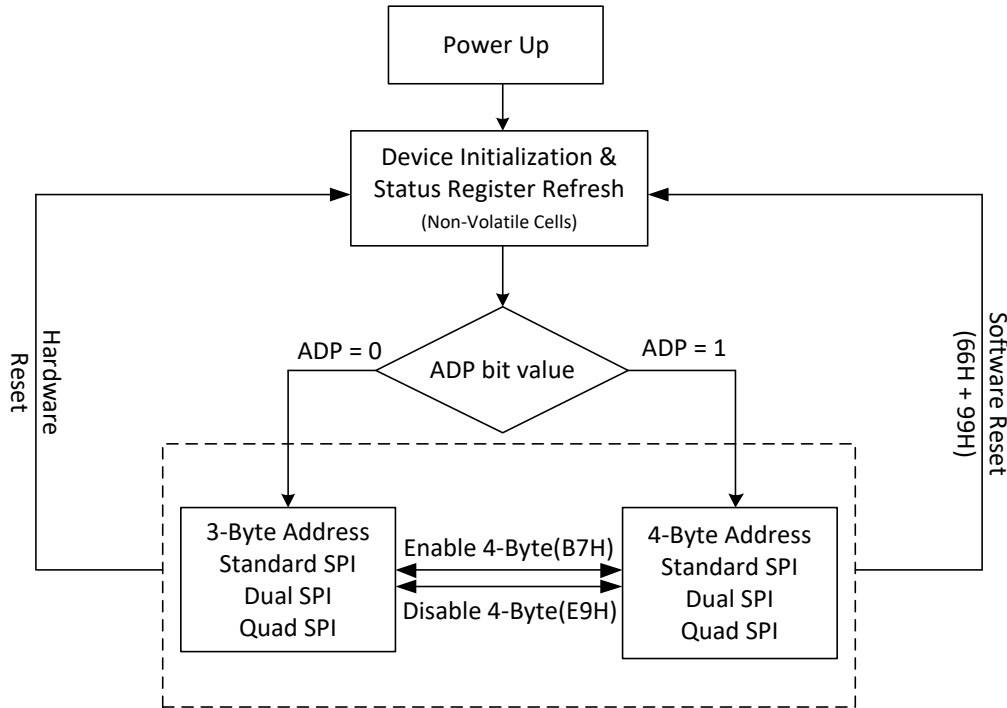 Power Up
Device Initialization &
Status Register Refresh
(Non-Volatile Cells)
ADP = 0
ADP bit value
ADP = 1
Hardware
Reset
Software Reset
(66H + 99H)
3-Byte Address
Standard SPI
Dual SPI
Quad SPI
Enable 4-Byte(B7H)
Disable 4-Byte(E9H)
4-Byte Address
Standard SPI
Dual SPI
Quad SPI